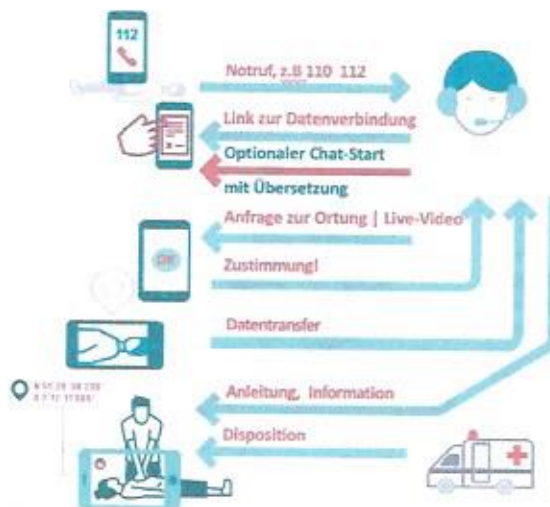 112
Notruf, z.B 110 112
Link zur Datenverbindung
Optionaler Chat-Start
mit Übersetzung
Anfrage zur Ortung | Live-Video
OK
Zustimmung!
Datentransfer
Anleitung, Information
Disposition